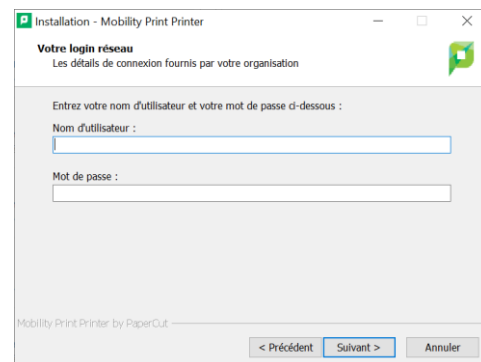 Installation - Mobility Print Printer
Votre login réseau
Les détails de connexion fournis par votre organisation
Entrez votre nom d'utilisateur et votre mot de passe ci-dessous :
Nom d'utilisateur :
Mot de passe :
Mobility Print Printer by PaperCut
< Précédent Suivant > Annuler